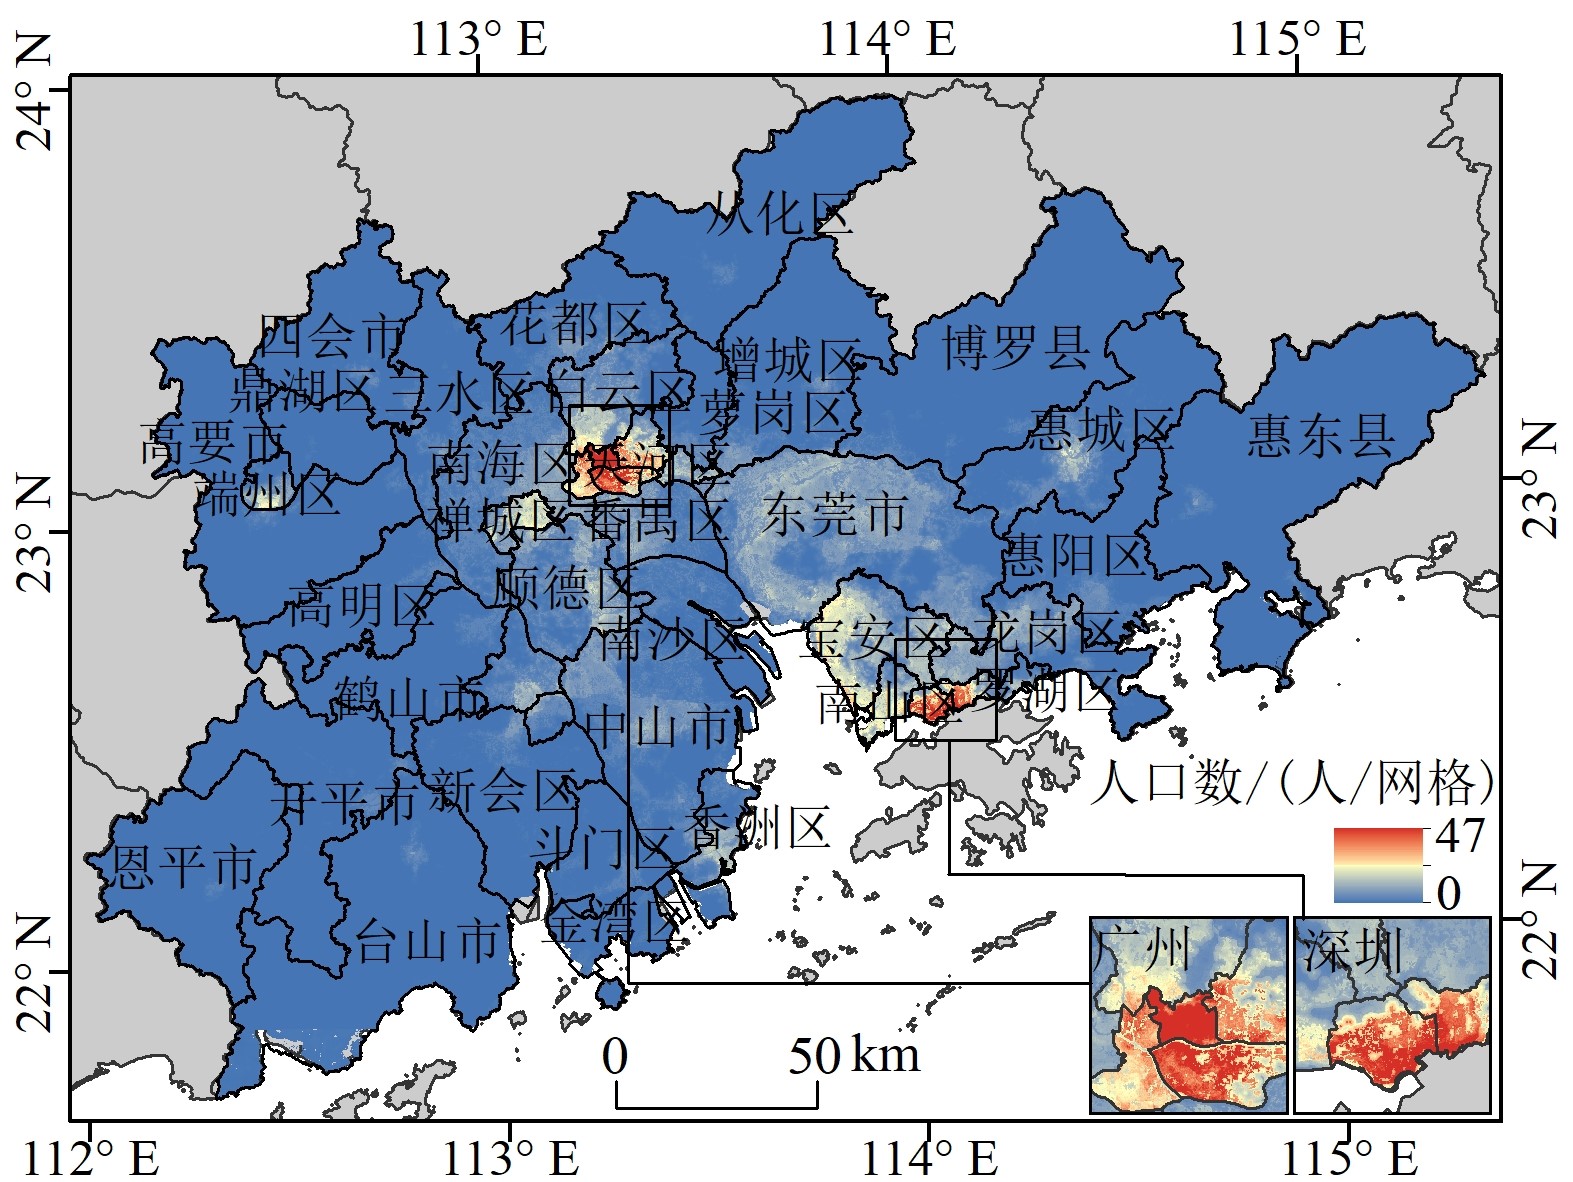 113° E 114° E 115° E
24° N
从化区
四会市 花都区
增城区 博罗县
鼎湖区 三水区 白云区
萝岗区
高要市 惠城区 惠东县
南海区 天河区
23° N
瑞州区
禅城区 番禺区 东莞市
23° N
惠阳区
高明区 顺德区
南沙区 宝安区 龙岗区
鹤山市 南山区 罗湖区
中山市
开平市 新会区
人口数/(人/网格)
47
0
香洲区
斗门区
恩平市
金湾区
台山市
22° N
22° N
广州 深圳
0 50 km
112° E 113° E 114° E 115° E